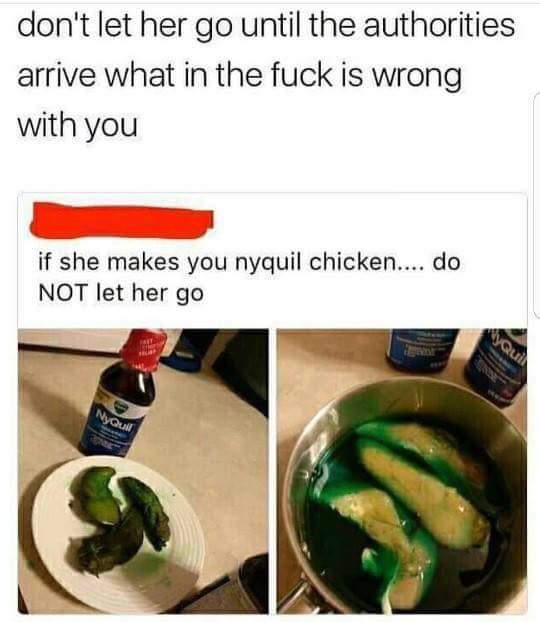 don't let her go until the authorities
arrive what in the fuck is wrong
with you
if she makes you nyquil chicken.... do
NOT let her go
NyQuil
NyQuil